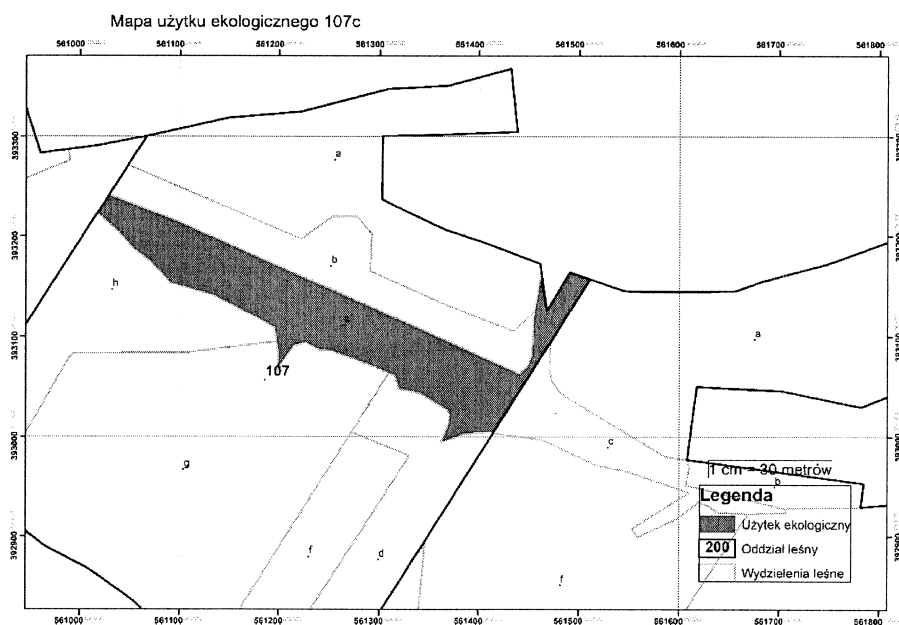 Mapa użytku ekologicznego 107c
561000 561100 561200 561300 561400 561500 561600 561700 561800
393300
a
393200
b
h
c
393100
a
107
393000
c
g
1 cm = 30 metrów
b
Legenda
Użytek ekologiczny
200 Oddział leśny
Wydzielenia leśne
392900
f
d
f
392900
561000 561100 561200 561300 561400 561500 561600 561700 561800